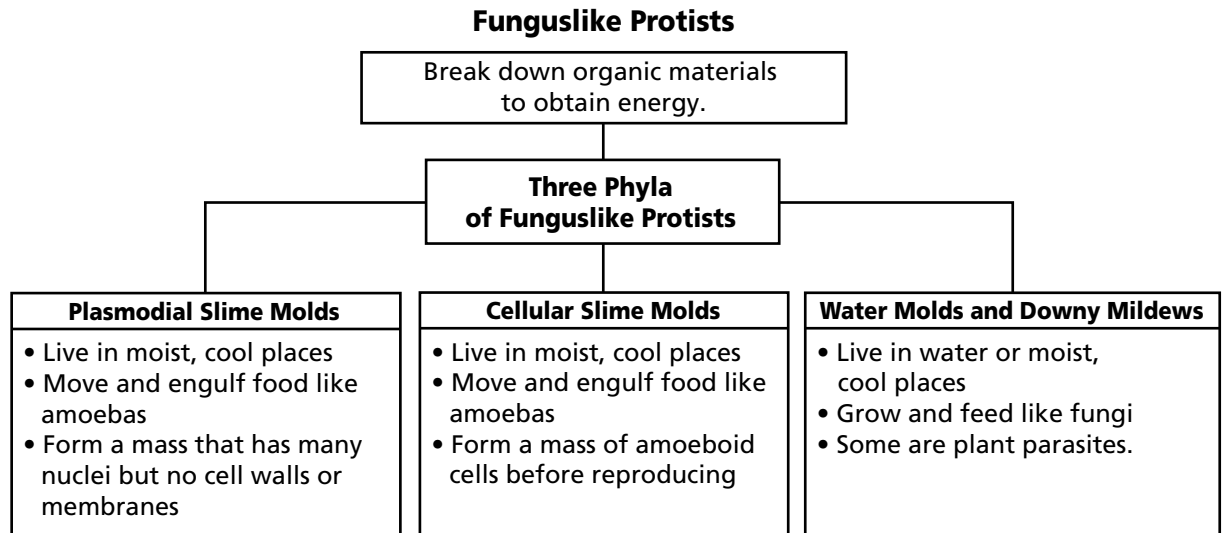 Funguslike Protists
Break down organic materials
to obtain energy.
Three Phyla
of Funguslike Protists
Plasmodial Slime Molds
• Live in moist, cool places
• Move and engulf food like
amoebas
• Form a mass that has many
nuclei but no cell walls or
membranes
Cellular Slime Molds
• Live in moist, cool places
• Move and engulf food like
amoebas
• Form a mass of amoeboid
cells before reproducing
Water Molds and Downy Mildews
• Live in water or moist,
cool places
• Grow and feed like fungi
• Some are plant parasites.